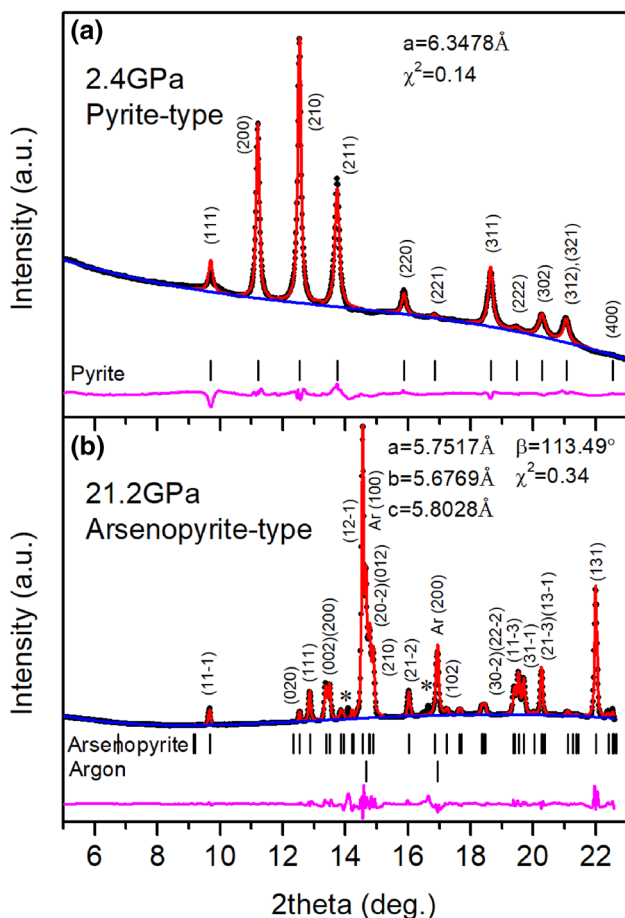 (a)
2.4GPa
Pyrite-type
a=6.3478Å
χ²=0.14
(111)
(200)
(210)
(211)
(220)
(221)
(311)
(222)
(302)
(312),(321)
(400)
Pyrite
Intensity (a.u.)
(b)
21.2GPa
Arsenopyrite-type
a=5.7517Å
b=5.6769Å
c=5.8028Å
β=113.49°
χ²=0.34
(11-1)
(020)
(111)
(002)(200)
*
(12-1)
Ar (100)
(20-2)(012)
(210)
(21-2)
*
Ar (200)
(102)
(30-2)(22-2)
(11-3)
(31-1)
(21-3)(13-1)
(131)
Arsenopyrite
Argon
Intensity (a.u.)
6 8 10 12 14 16 18 20 22
2theta (deg.)